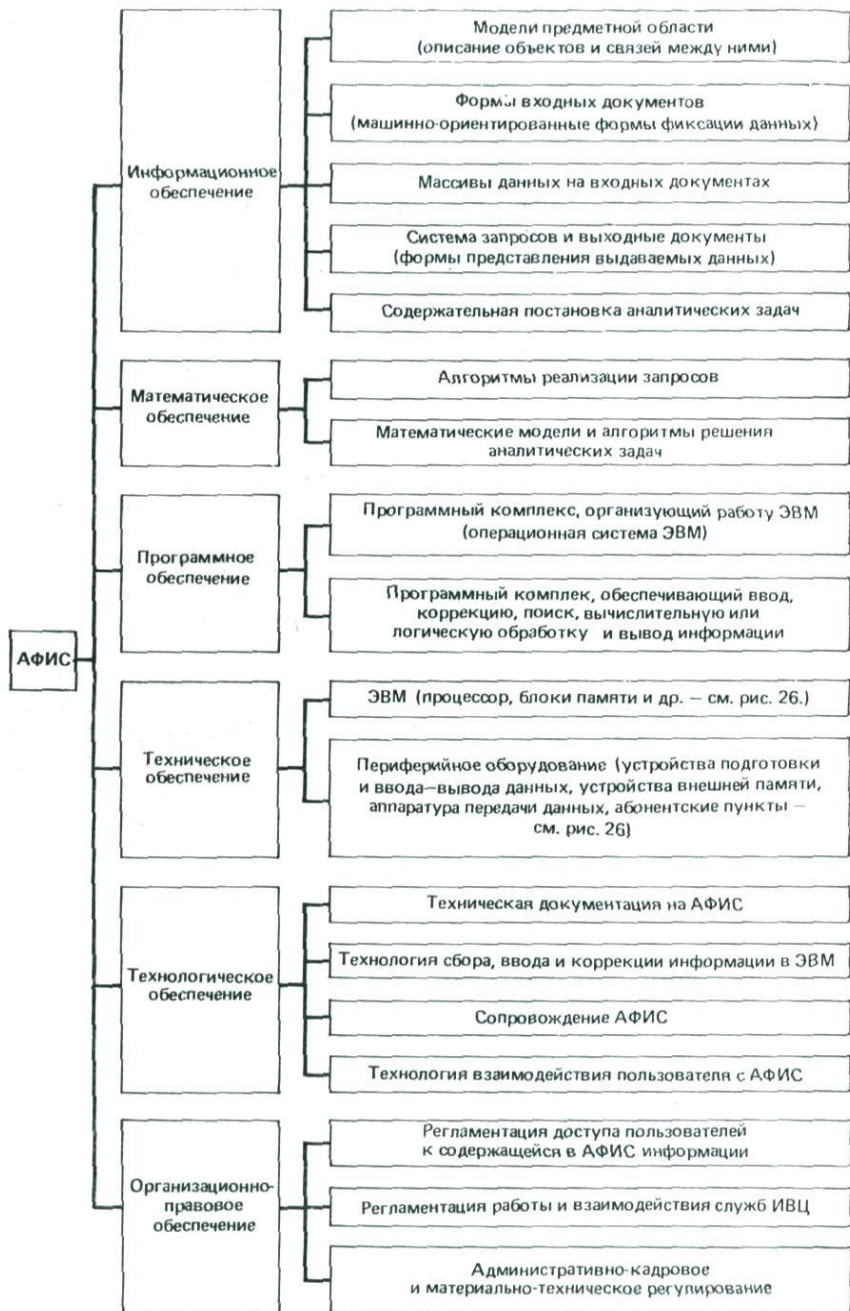 Модели предметной области
(описание объектов и связей между ними)
Формы входных документов
(машинно-ориентированные формы фиксации данных)
Информационное
обеспечение
Массивы данных на входных документах
Система запросов и выходные документы
(формы представления выдаваемых данных)
Содержательная постановка аналитических задач
Математическое
обеспечение
Алгоритмы реализации запросов
Математические модели и алгоритмы решения
аналитических задач
Программное
обеспечение
Программный комплекс, организующий работу ЭВМ
(операционная система ЭВМ)
Программный комплек, обеспечивающий ввод,
коррекцию, поиск, вычислительную или
логическую обработку и вывод информации
АФИС
Техническое
обеспечение
ЭВМ (процессор, блоки памяти и др. — см. рис. 26.)
Периферийное оборудование (устройства подготовки
и ввода—вывода данных, устройства внешней памяти,
аппаратура передачи данных, абонентские пункты —
см. рис. 26)
Технологическое
обеспечение
Техническая документация на АФИС
Технология сбора, ввода и коррекции информации в ЭВМ
Сопровождение АФИС
Технология взаимодействия пользователя с АФИС
Организационно-
правовое
обеспечение
Регламентация доступа пользователей
к содержащейся в АФИС информации
Регламентация работы и взаимодействия служб ИВЦ
Административно-кадровое
и материально-техническое регулирование